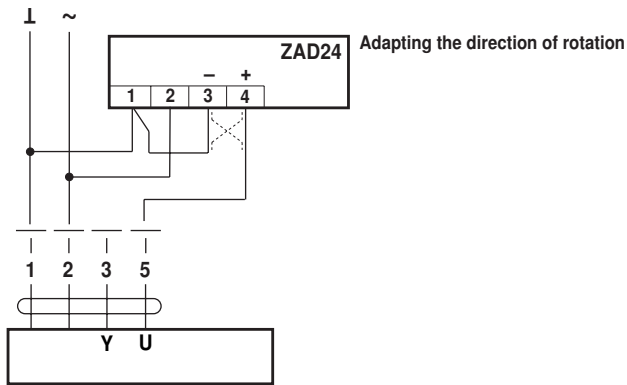 ⊥ ~
ZAD24
Adapting the direction of rotation
– +
1 2 3 4
1 2 3 5
Y U